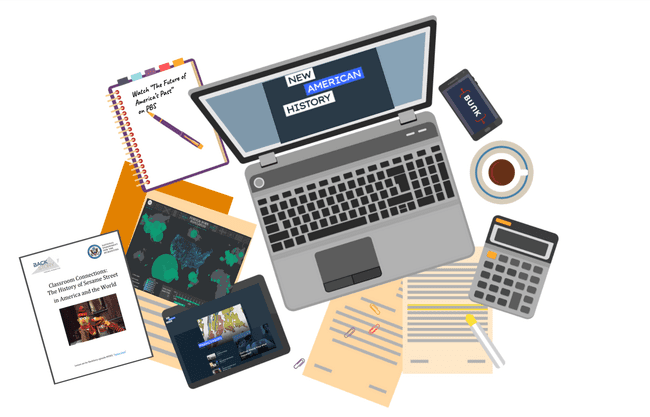 Watch "The Future of
America's Past"
on PBS
NEW
AMERICAN
HISTORY
BUNK
BACK
Classroom Connections:
The History of Sesame Street
in America and the World